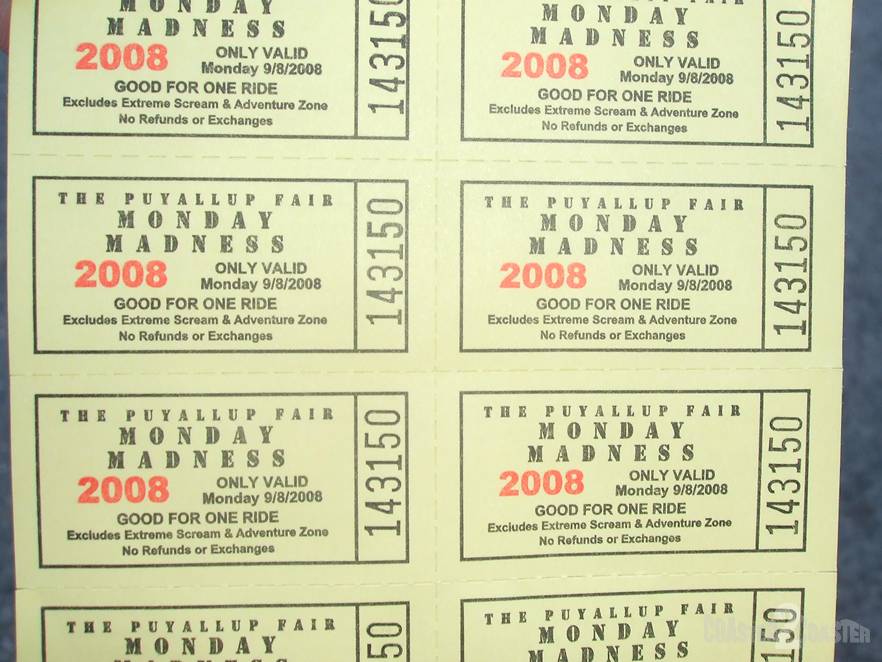 MONDAY
MADNESS
2008 ONLY VALID
Monday 9/8/2008
GOOD FOR ONE RIDE
Excludes Extreme Scream & Adventure Zone
No Refunds or Exchanges
143150
MONDAY
MADNESS
2008 ONLY VALID
Monday 9/8/2008
GOOD FOR ONE RIDE
Excludes Extreme Scream & Adventure Zone
No Refunds or Exchanges
143150
THE PUYALLUP FAIR
MONDAY
MADNESS
2008 ONLY VALID
Monday 9/8/2008
GOOD FOR ONE RIDE
Excludes Extreme Scream & Adventure Zone
No Refunds or Exchanges
143150
THE PUYALLUP FAIR
MONDAY
MADNESS
2008 ONLY VALID
Monday 9/8/2008
GOOD FOR ONE RIDE
Excludes Extreme Scream & Adventure Zone
No Refunds or Exchanges
143150
THE PUYALLUP FAIR
MONDAY
MADNESS
2008 ONLY VALID
Monday 9/8/2008
GOOD FOR ONE RIDE
Excludes Extreme Scream & Adventure Zone
No Refunds or Exchanges
143150
THE PUYALLUP FAIR
MONDAY
MADNESS
2008 ONLY VALID
Monday 9/8/2008
GOOD FOR ONE RIDE
Excludes Extreme Scream & Adventure Zone
No Refunds or Exchanges
143150
THE PUYALLUP FAIR
MONDAY
MADNESS
50
THE PUYALLUP FAIR
MONDAY
MADNESS
150
COASTER 2 COASTER